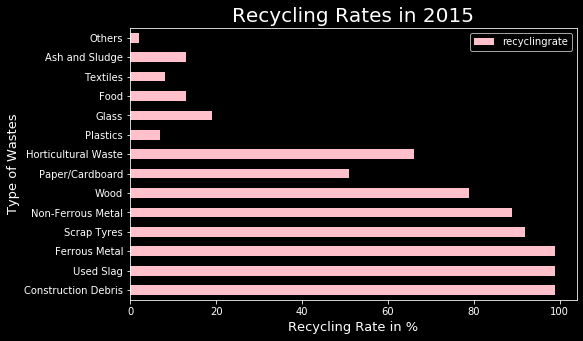 Recycling Rates in 2015
recyclingrate
Type of Wastes
Others
Ash and Sludge
Textiles
Food
Glass
Plastics
Horticultural Waste
Paper/Cardboard
Wood
Non-Ferrous Metal
Scrap Tyres
Ferrous Metal
Used Slag
Construction Debris
0 20 40 60 80 100
Recycling Rate in %